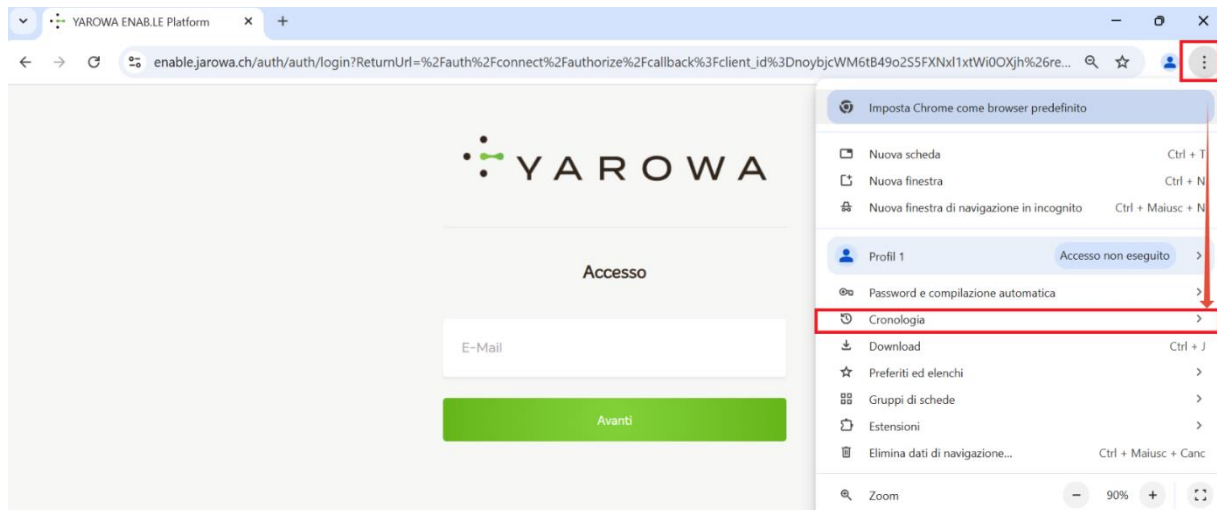 YAROWA ENAB.LE Platform
enable.jarowa.ch/auth/auth/login?ReturnUrl=%2Fauth%2Fconnect%2Fauthorize%2Fcallback%3Fclient_id%3DnoybjcWM6tB49o2S5FXNxl1xtWi0OXjh%26re...
YAROWA
Accesso
E-Mail
Avanti
Imposta Chrome come browser predefinito
Nuova scheda Ctrl + T
Nuova finestra Ctrl + N
Nuova finestra di navigazione in incognito Ctrl + Maiusc + N
Profil 1 Accesso non eseguito
Password e compilazione automatica
Cronologia
Download Ctrl + J
Preferiti ed elenchi
Gruppi di schede
Estensioni
Elimina dati di navigazione... Ctrl + Maiusc + Canc
Zoom − 90% +